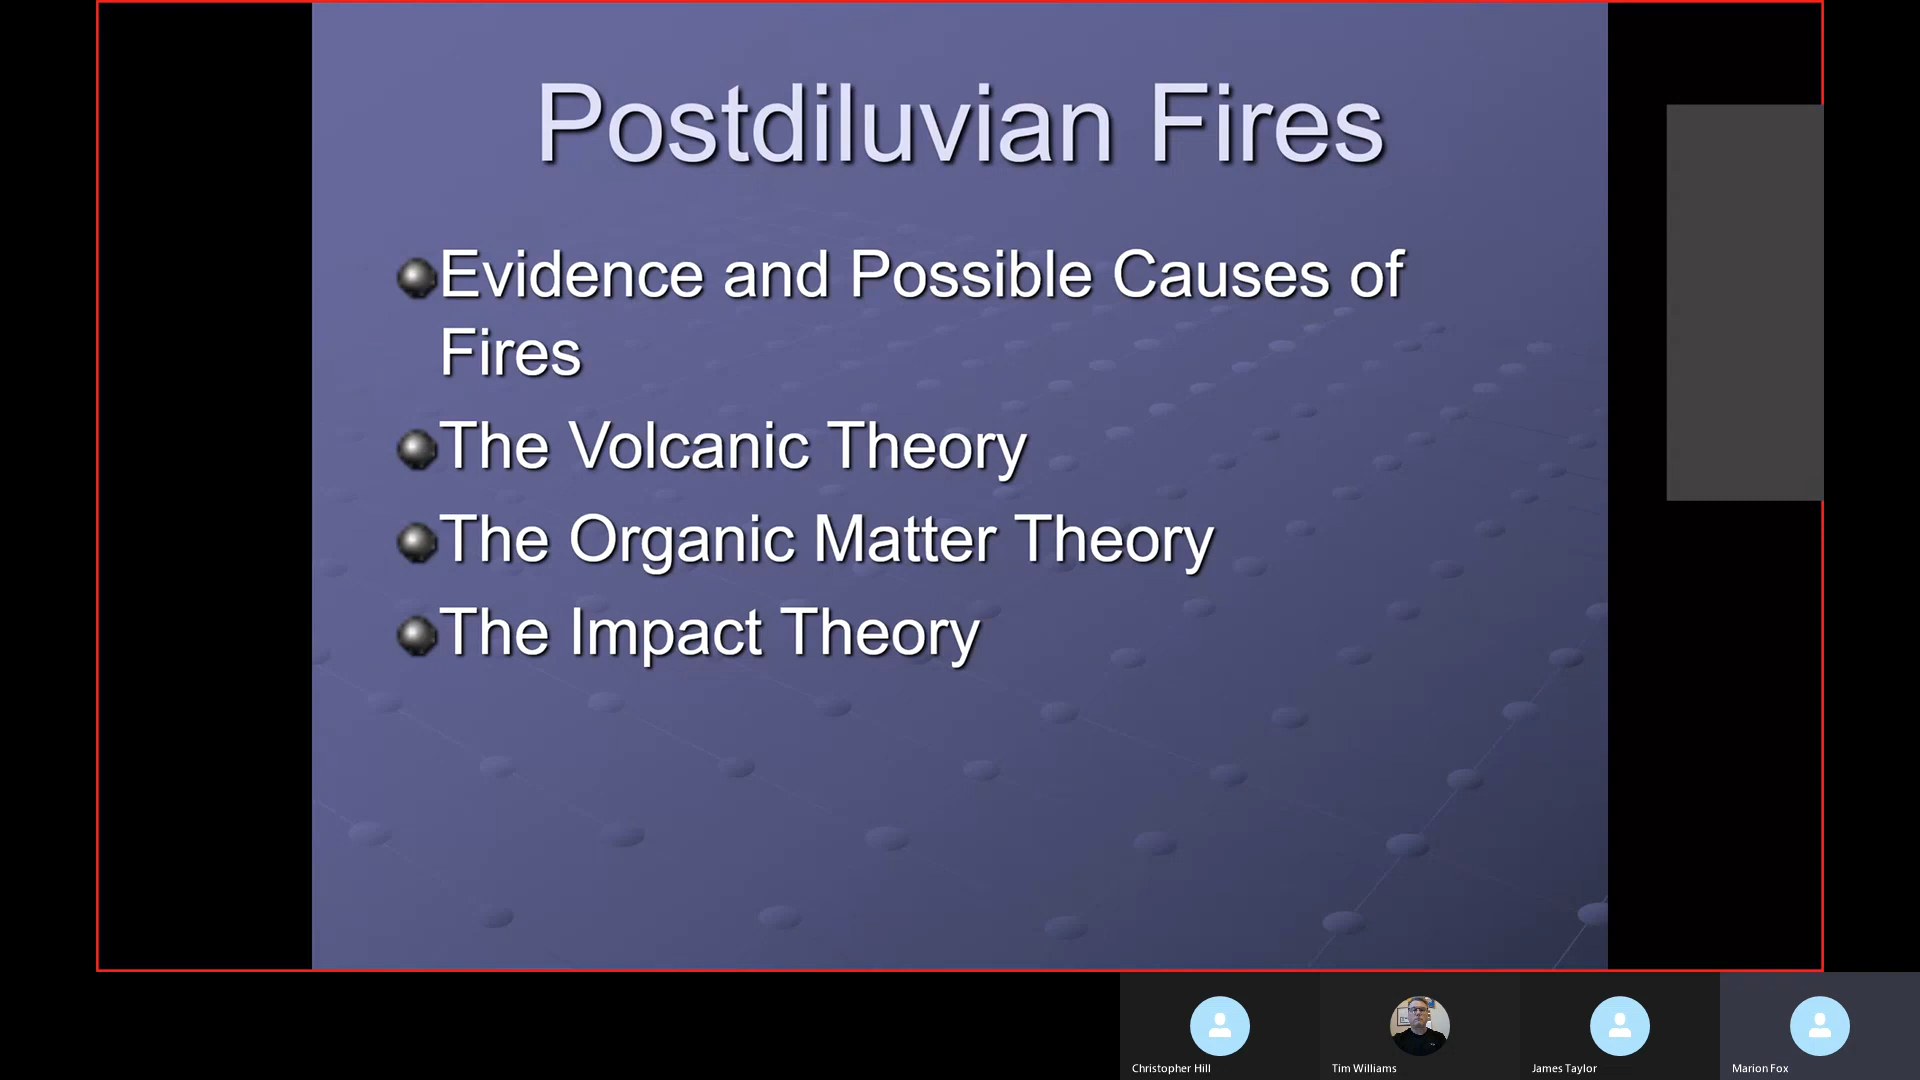 Postdiluvian Fires
Evidence and Possible Causes of
Fires
The Volcanic Theory
The Organic Matter Theory
The Impact Theory
Christopher Hill
Tim Williams
James Taylor
Marion Fox